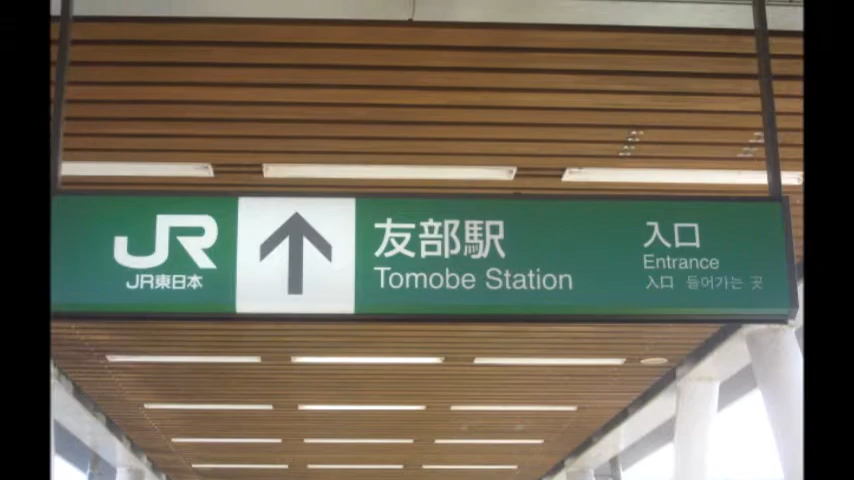 JR
JR東日本
友部駅
Tomobe Station
入口
Entrance
入口 들어가는 곳